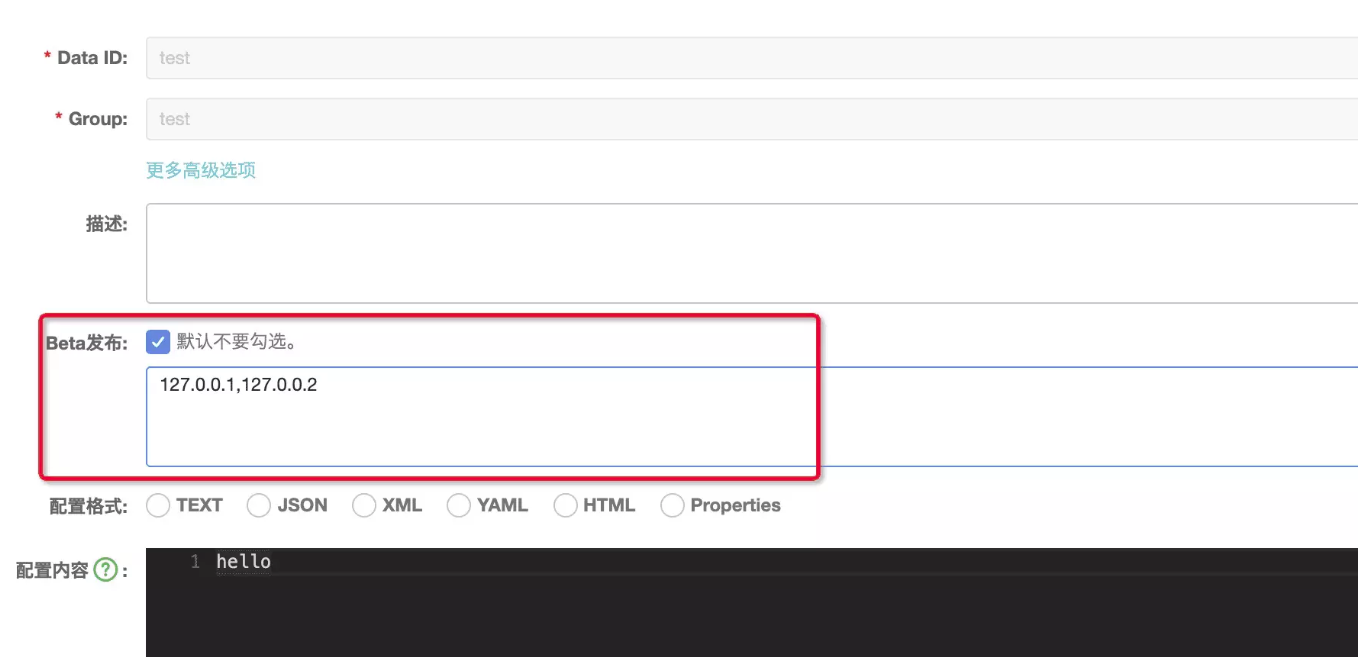 * Data ID: test
* Group: test
更多高级选项
描述:
Beta发布: 默认不要勾选。
127.0.0.1,127.0.0.2
配置格式: TEXT JSON XML YAML HTML Properties
配置内容 ? : 1 hello